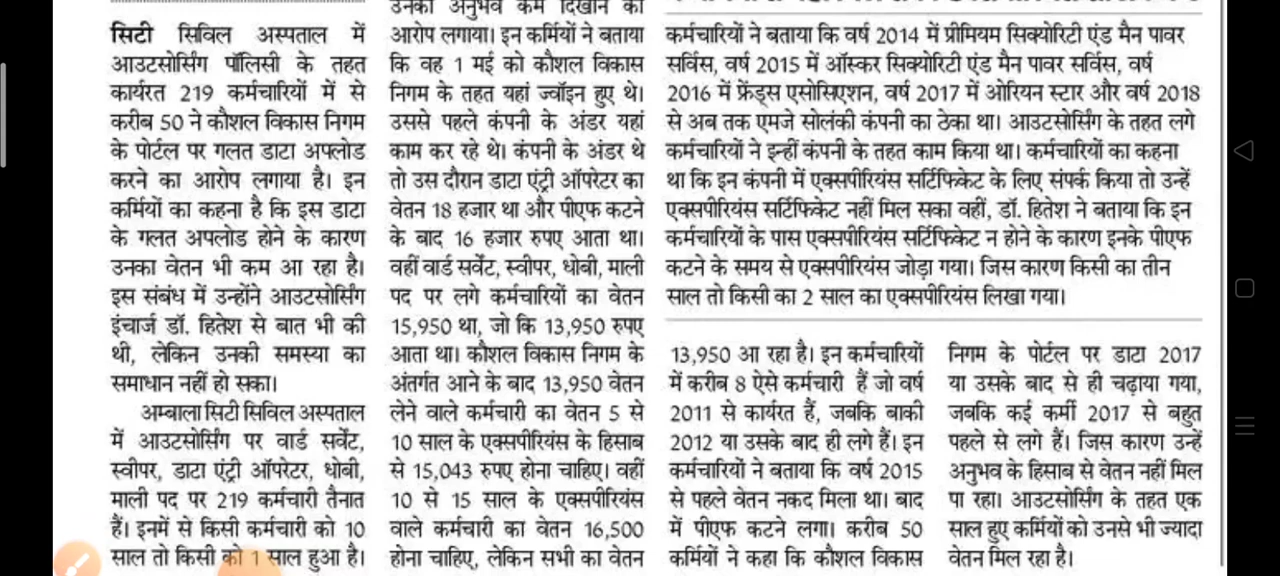 सिटी सिविल अस्पताल में
आउटसोर्सिंग पॉलिसी के तहत
कार्यरत 219 कर्मचारियों में से
करीब 50 ने कौशल विकास निगम
के पोर्टल पर गलत डाटा अपलोड
करने का आरोप लगाया है। इन
कर्मियों का कहना है कि इस डाटा
के गलत अपलोड होने के कारण
उनका वेतन भी कम आ रहा है।
इस संबंध में उन्होंने आउटसोर्सिंग
इंचार्ज डॉ. हितेश से बात भी की
थी, लेकिन उनकी समस्या का
समाधान नहीं हो सका।
अम्बाला सिटी सिविल अस्पताल
में आउटसोर्सिंग पर वार्ड सर्वेंट,
स्वीपर, डाटा एंट्री ऑपरेटर, धोबी,
माली पद पर 219 कर्मचारी तैनात
हैं। इनमें से किसी कर्मचारी को 10
साल तो किसी को 1 साल हुआ है।
उनका अनुभव कम दिखाने का
आरोप लगाया। इन कर्मियों ने बताया
कि वह 1 मई को कौशल विकास
निगम के तहत यहां ज्वॉइन हुए थे।
उससे पहले कंपनी के अंडर यहां
काम कर रहे थे। कंपनी के अंडर थे
तो उस दौरान डाटा एंट्री ऑपरेटर का
वेतन 18 हजार था और पीएफ कटने
के बाद 16 हजार रुपए आता था।
वहीं वार्ड सर्वेंट, स्वीपर, धोबी, माली
पद पर लगे कर्मचारियों का वेतन
15,950 था, जो कि 13,950 रुपए
आता था। कौशल विकास निगम के
अंतर्गत आने के बाद 13,950 वेतन
लेने वाले कर्मचारी का वेतन 5 से
10 साल के एक्सपीरियंस के हिसाब
से 15,043 रुपए होना चाहिए। वहीं
10 से 15 साल के एक्सपीरियंस
वाले कर्मचारी का वेतन 16,500
होना चाहिए, लेकिन सभी का वेतन
कर्मचारियों ने बताया कि वर्ष 2014 में प्रीमियम सिक्योरिटी एंड मैन पावर
सर्विस, वर्ष 2015 में ऑस्कर सिक्योरिटी एंड मैन पावर सर्विस, वर्ष
2016 में फ्रेंड्स एसोसिएशन, वर्ष 2017 में ओरियन स्टार और वर्ष 2018
से अब तक एमजे सोलंकी कंपनी का ठेका था। आउटसोर्सिंग के तहत लगे
कर्मचारियों ने इन्हीं कंपनी के तहत काम किया था। कर्मचारियों का कहना
था कि इन कंपनी में एक्सपीरियंस सर्टिफिकेट के लिए संपर्क किया तो उन्हें
एक्सपीरियंस सर्टिफिकेट नहीं मिल सका वहीं, डॉ. हितेश ने बताया कि इन
कर्मचारियों के पास एक्सपीरियंस सर्टिफिकेट न होने के कारण इनके पीएफ
कटने के समय से एक्सपीरियंस जोड़ा गया। जिस कारण किसी का तीन
साल तो किसी का 2 साल का एक्सपीरियंस लिखा गया।
13,950 आ रहा है। इन कर्मचारियों
में करीब 8 ऐसे कर्मचारी हैं जो वर्ष
2011 से कार्यरत हैं, जबकि बाकी
2012 या उसके बाद ही लगे हैं। इन
कर्मचारियों ने बताया कि वर्ष 2015
से पहले वेतन नकद मिला था। बाद
में पीएफ कटने लगा। करीब 50
कर्मियों ने कहा कि कौशल विकास
निगम के पोर्टल पर डाटा 2017
या उसके बाद से ही चढ़ाया गया,
जबकि कई कर्मी 2017 से बहुत
पहले से लगे हैं। जिस कारण उन्हें
अनुभव के हिसाब से वेतन नहीं मिल
पा रहा। आउटसोर्सिंग के तहत एक
साल हुए कर्मियों को उनसे भी ज्यादा
वेतन मिल रहा है।